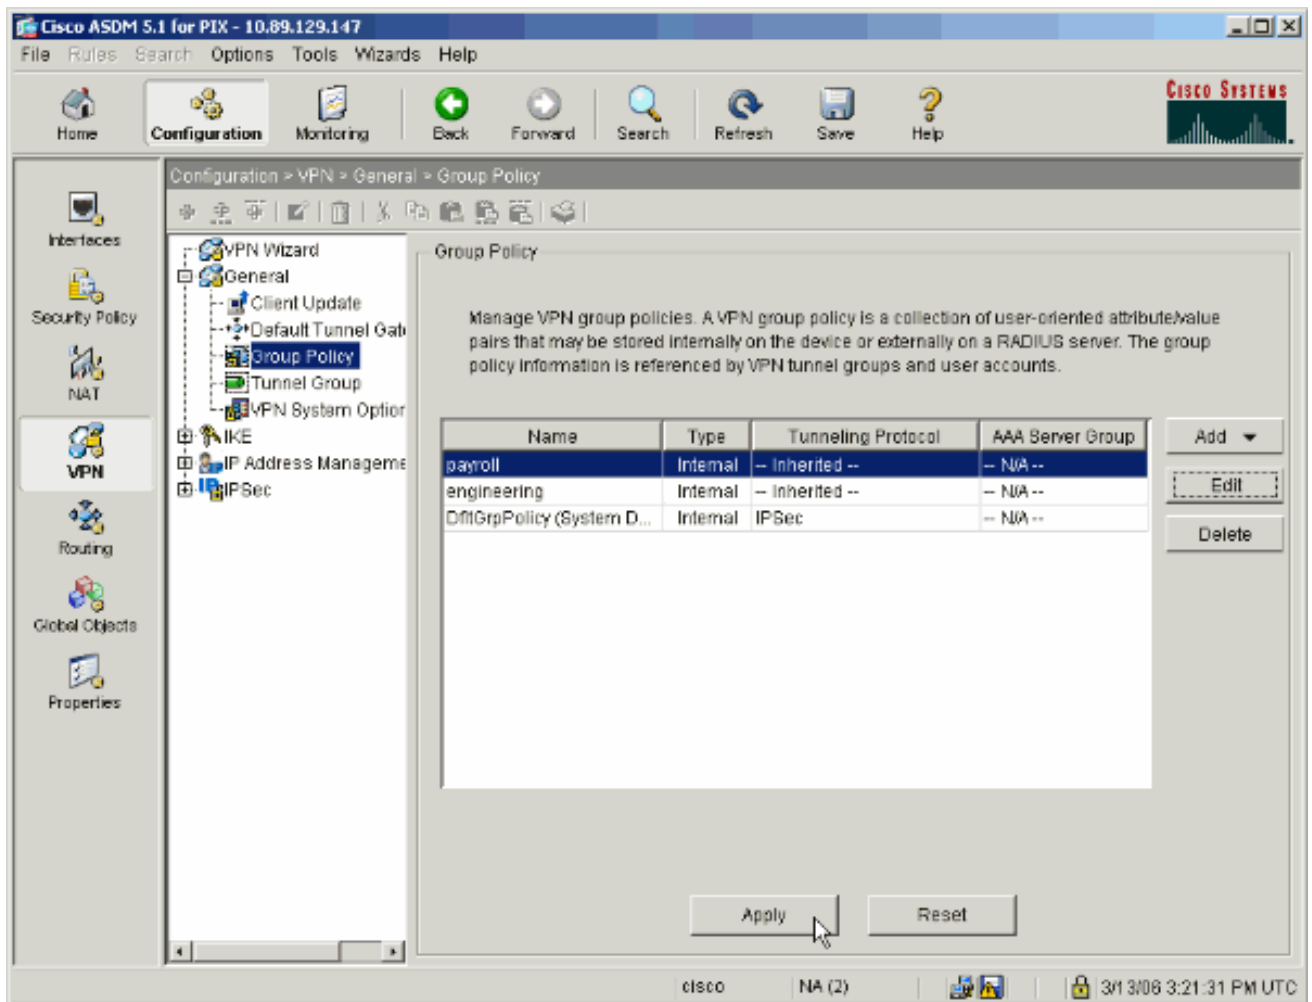 Cisco ASDM 5.1 for PIX - 10.89.129.147
File Rules Search Options Tools Wizards Help
Home Configuration Monitoring Back Forward Search Refresh Save Help
CISCO SYSTEMS
Configuration > VPN > General > Group Policy
Interfaces
Security Policy
NAT
VPN
Routing
Global Objects
Properties
VPN Wizard
General
Client Update
Default Tunnel Gate
Group Policy
Tunnel Group
VPN System Option
IKE
IP Address Manageme
IPSec
Group Policy
Manage VPN group policies. A VPN group policy is a collection of user-oriented attribute/value
pairs that may be stored internally on the device or externally on a RADIUS server. The group
policy information is referenced by VPN tunnel groups and user accounts.
Name Type Tunneling Protocol AAA Server Group
payroll Internal -- Inherited -- -- N/A --
engineering Internal -- Inherited -- -- N/A --
DfltGrpPolicy (System D... Internal IPSec -- N/A --
Add
Edit
Delete
Apply Reset
cisco NA (2) 3/13/06 3:21:31 PM UTC